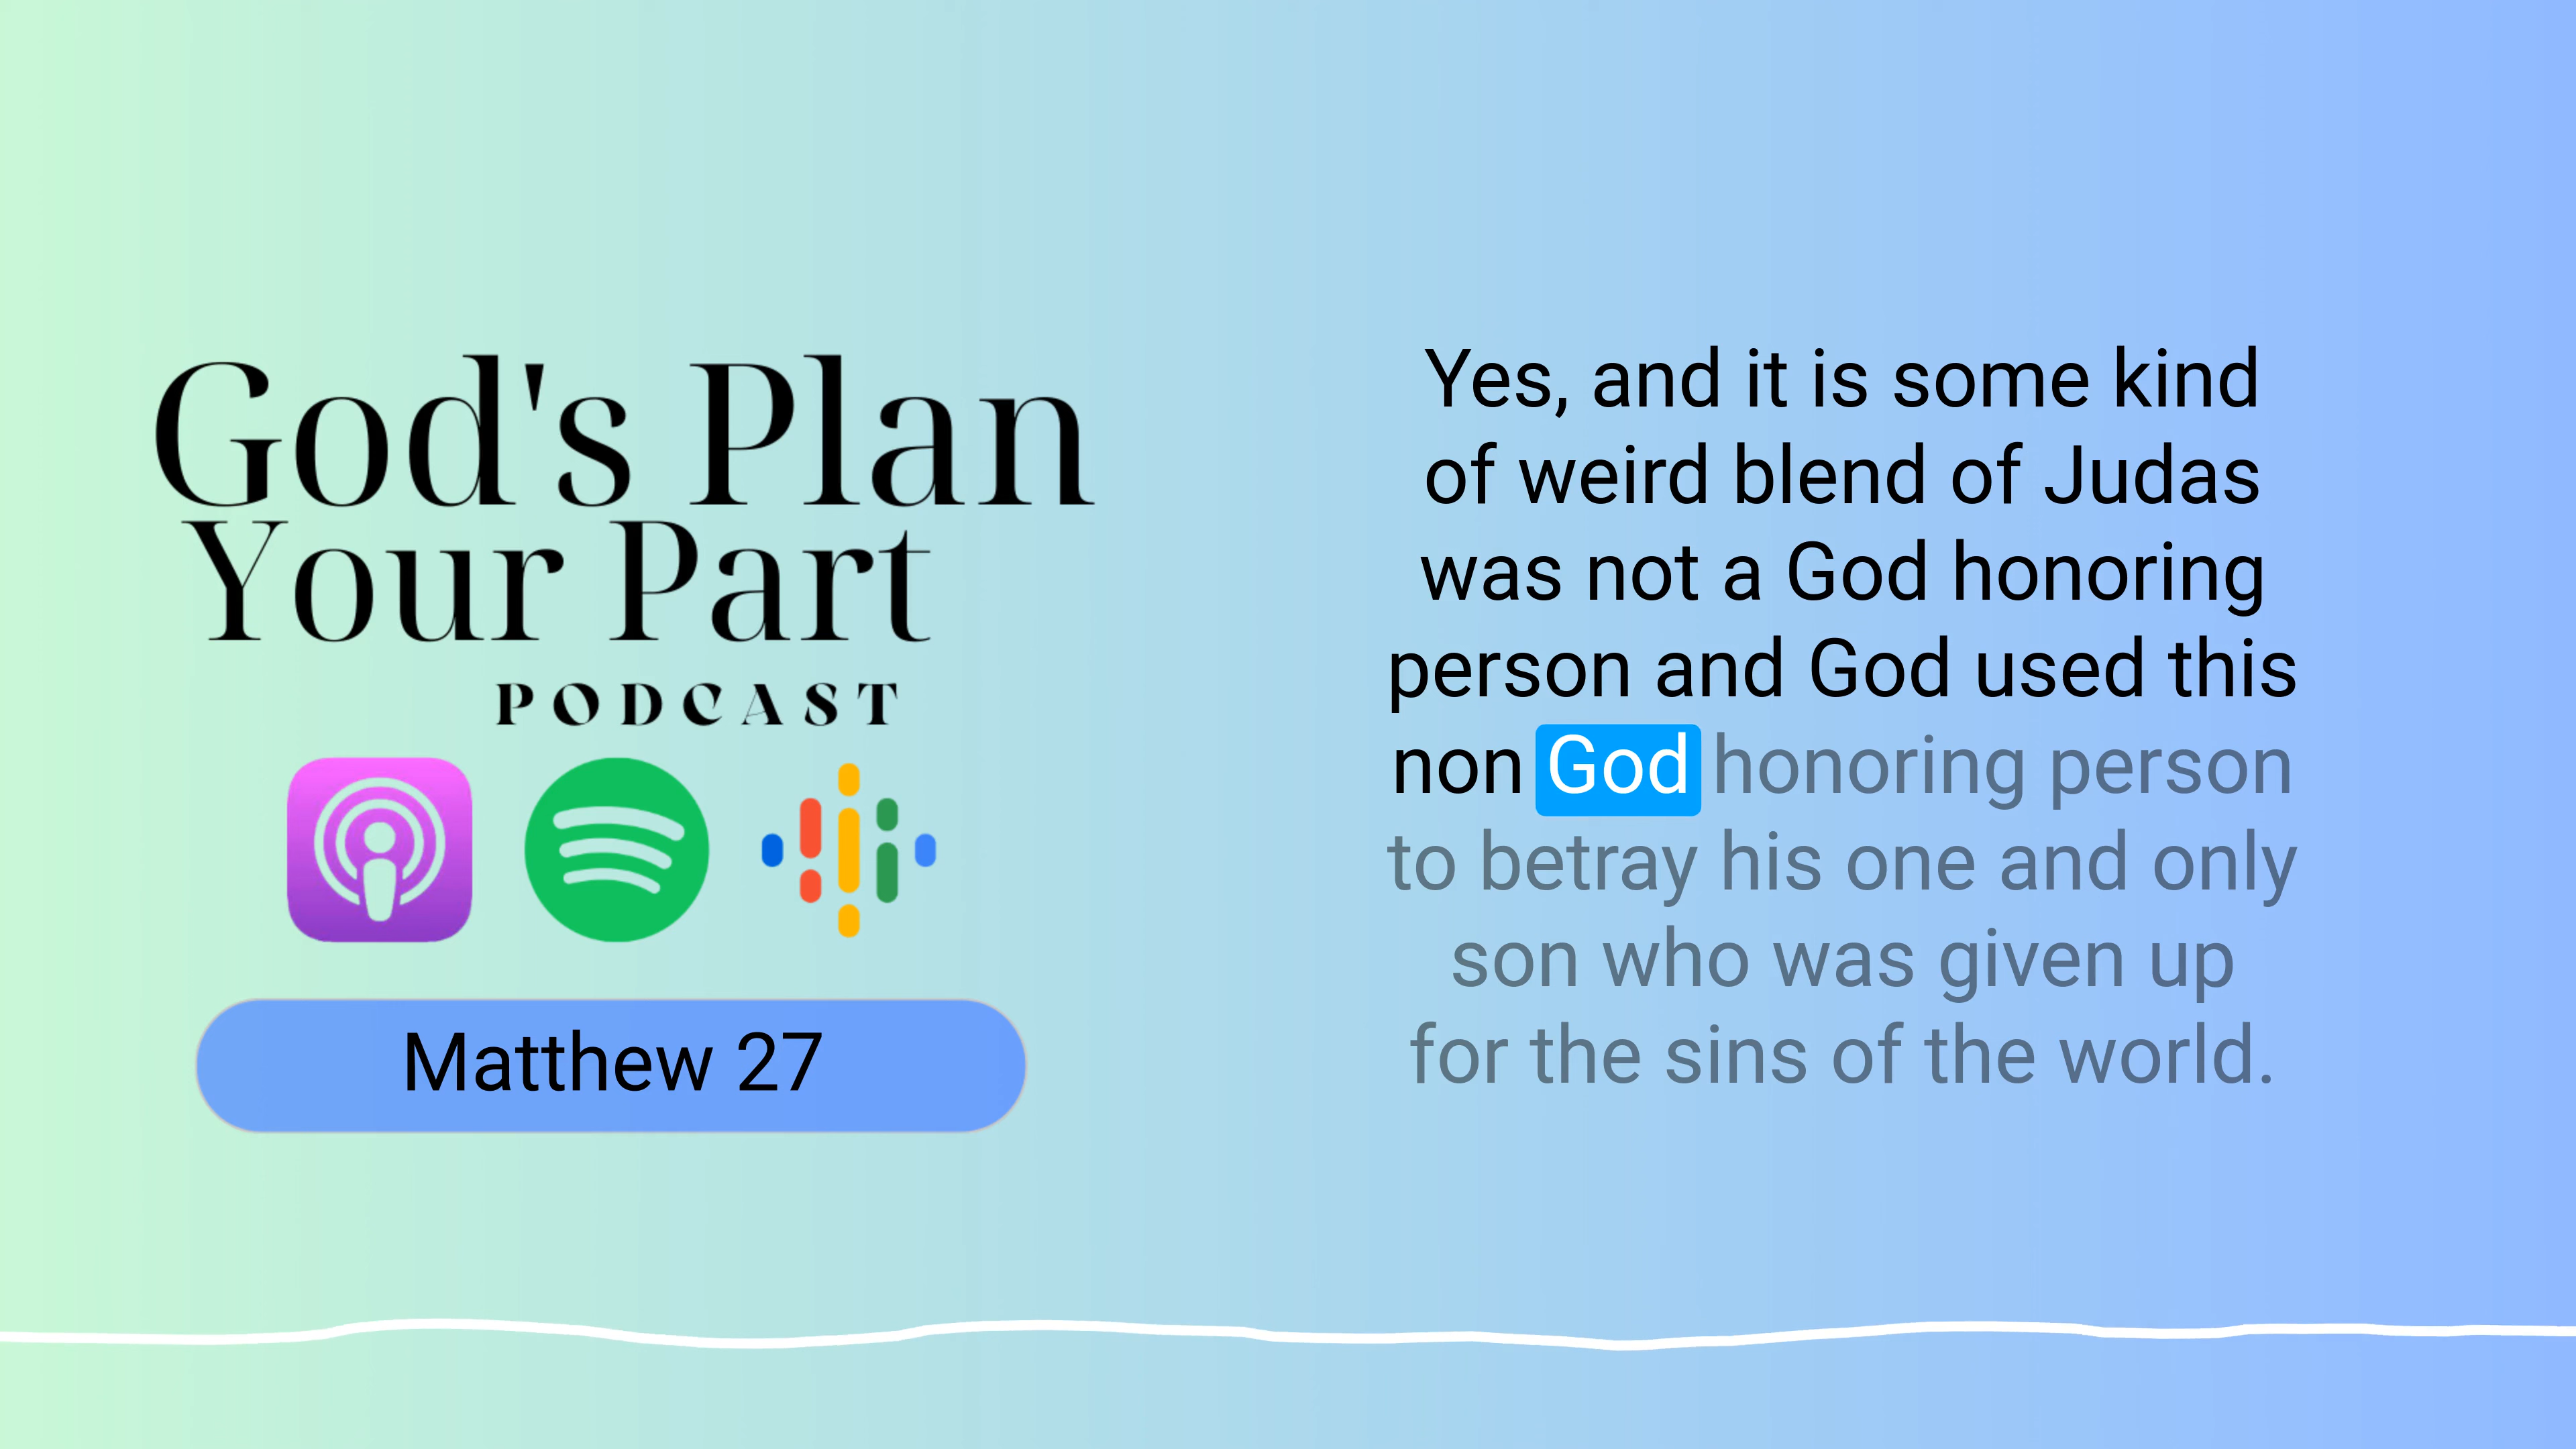 God's Plan
Your Part
PODCAST
Matthew 27
Yes, and it is some kind
of weird blend of Judas
was not a God honoring
person and God used this
non God honoring person
to betray his one and only
son who was given up
for the sins of the world.